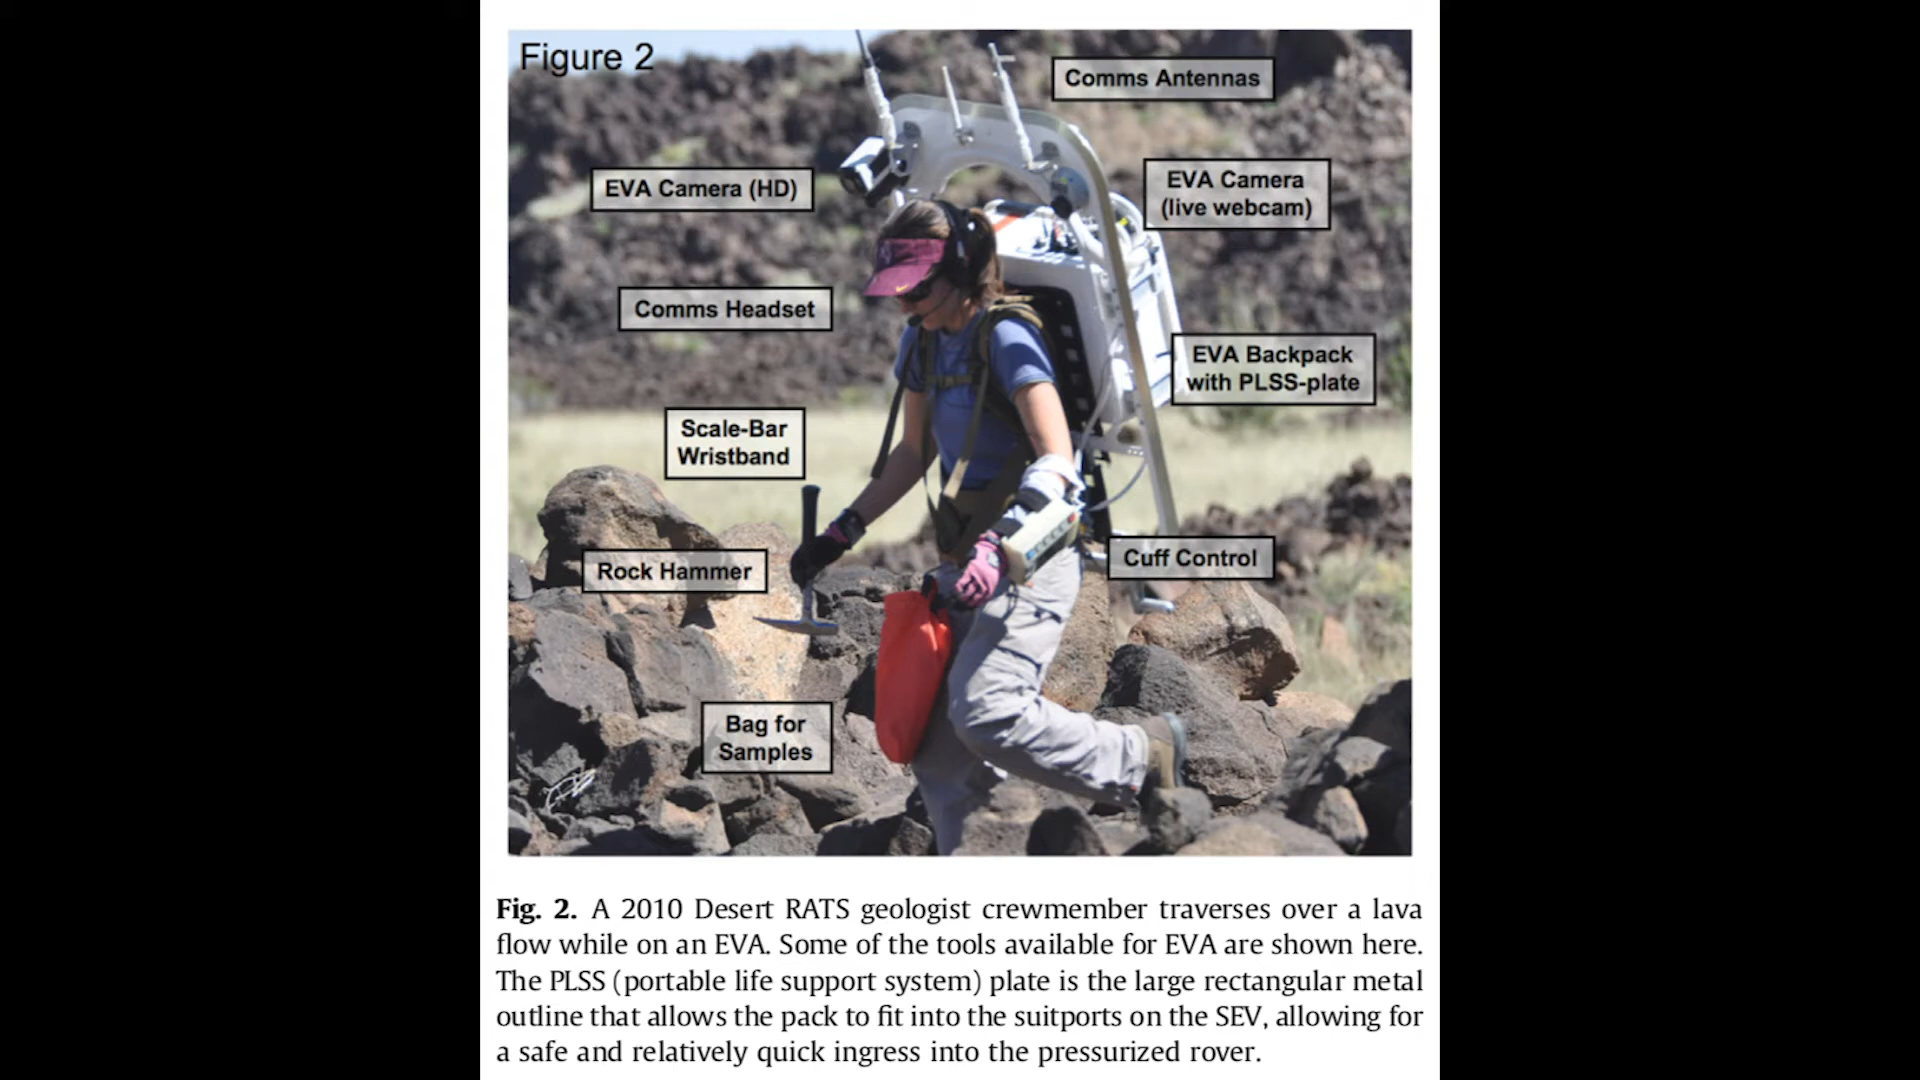 Figure 2
Comms Antennas
EVA Camera (HD)
EVA Camera
(live webcam)
Comms Headset
EVA Backpack
with PLSS-plate
Scale-Bar
Wristband
Rock Hammer
Cuff Control
Bag for
Samples
Fig. 2. A 2010 Desert RATS geologist crewmember traverses over a lava
flow while on an EVA. Some of the tools available for EVA are shown here.
The PLSS (portable life support system) plate is the large rectangular metal
outline that allows the pack to fit into the suitports on the SEV, allowing for
a safe and relatively quick ingress into the pressurized rover.